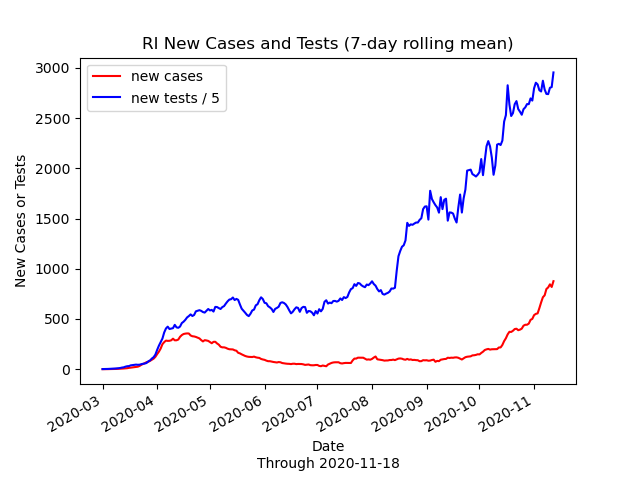 RI New Cases and Tests (7-day rolling mean)
new cases
new tests / 5
New Cases or Tests
3000
2500
2000
1500
1000
500
0
2020-03
2020-04
2020-05
2020-06
2020-07
2020-08
2020-09
2020-10
2020-11
Date
Through 2020-11-18